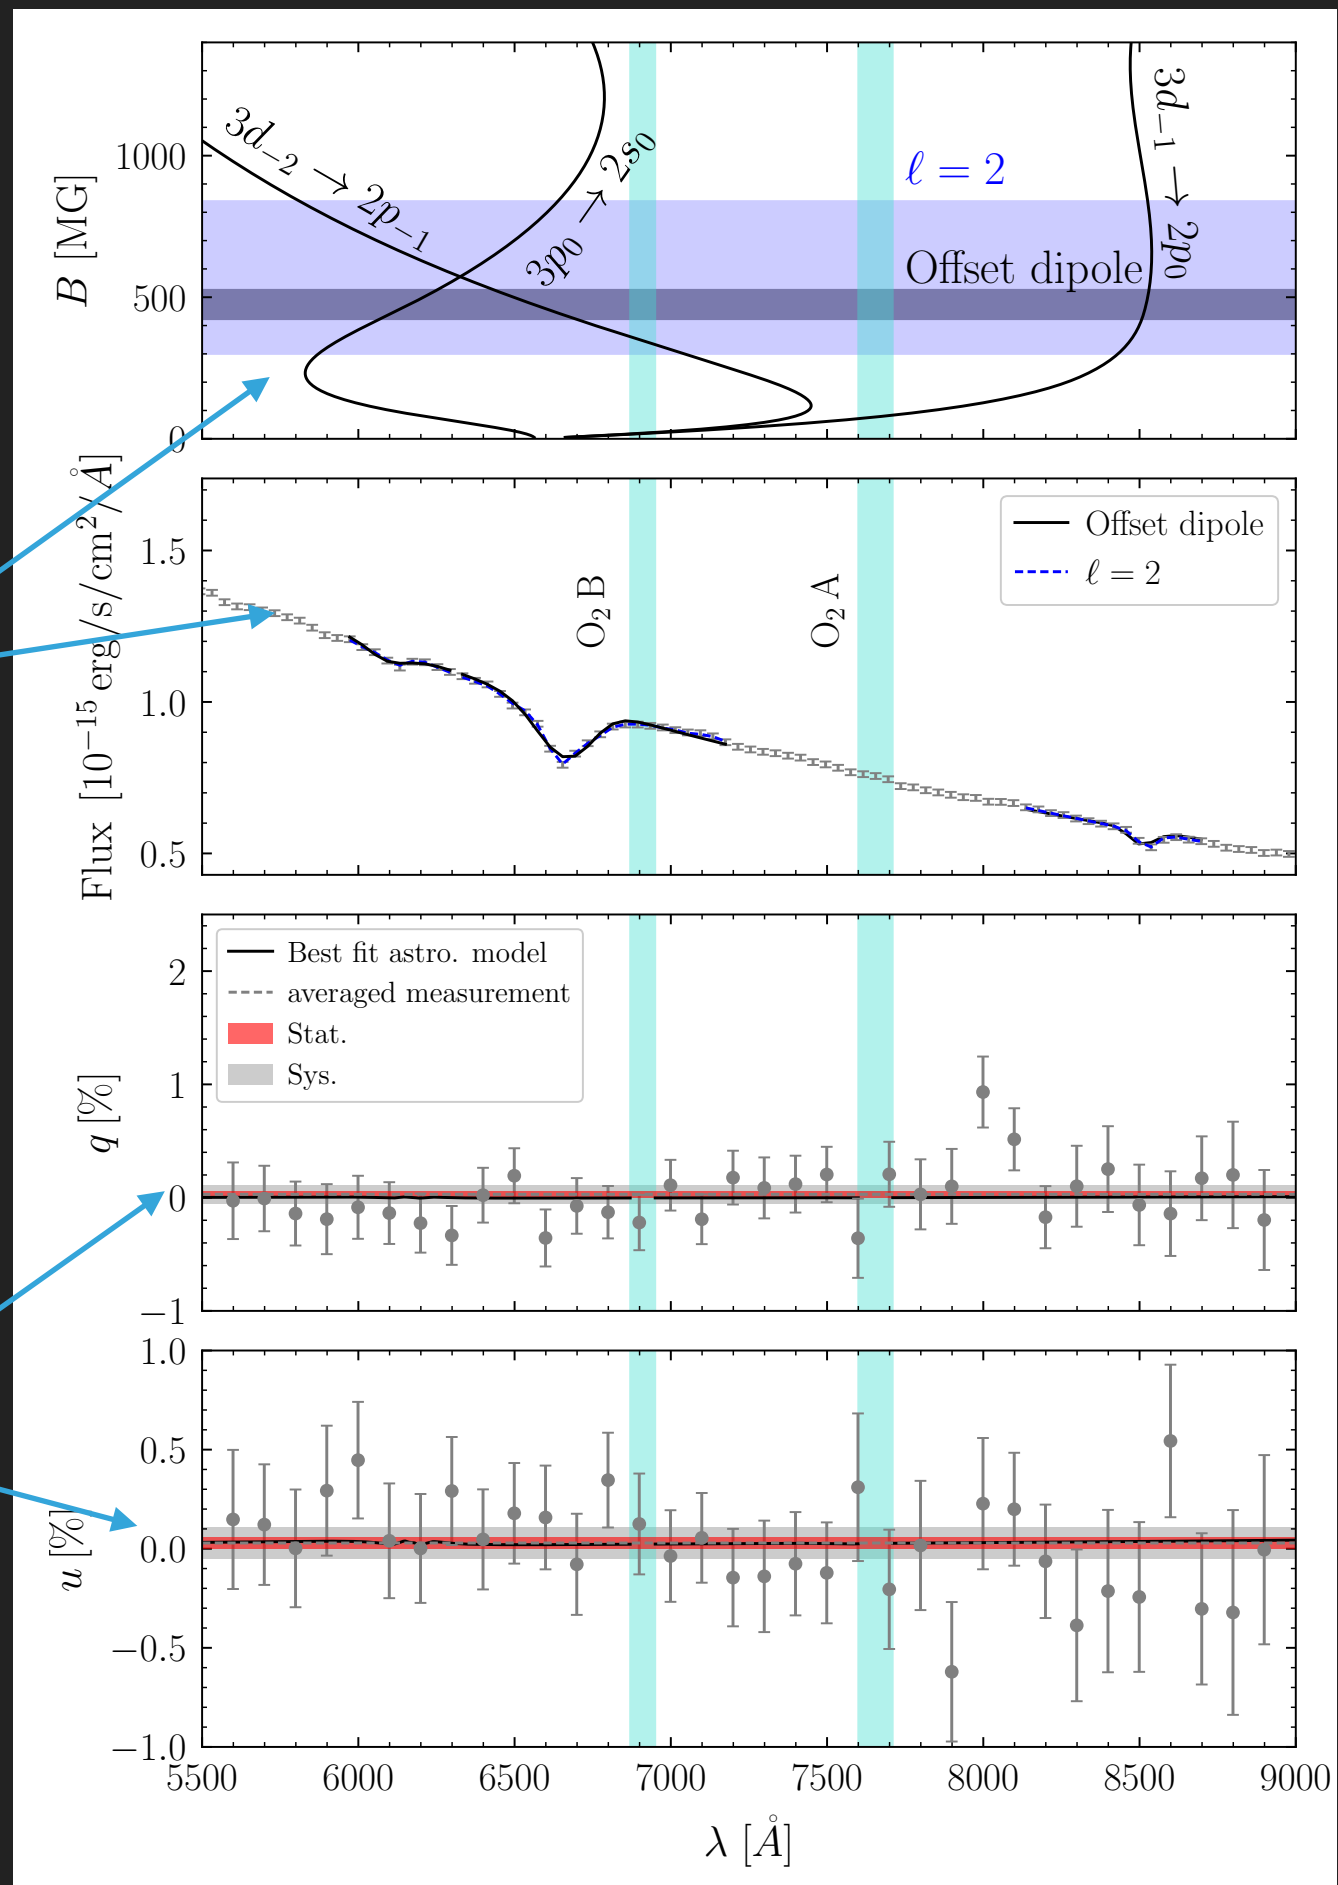 B [MG]
1000
500
0
3d₋₂ → 2p₋₁
3p₀ → 2s₀
3d₋₁ → 2p₀
ℓ = 2
Offset dipole
Flux [10⁻¹⁵ erg/s/cm²/Å]
1.5
1.0
0.5
O₂ B
O₂ A
Offset dipole
ℓ = 2
q [%]
2
1
0
−1
Best fit astro. model
averaged measurement
Stat.
Sys.
u [%]
1.0
0.5
0.0
−0.5
−1.0
5500 6000 6500 7000 7500 8000 8500 9000
λ [Å]